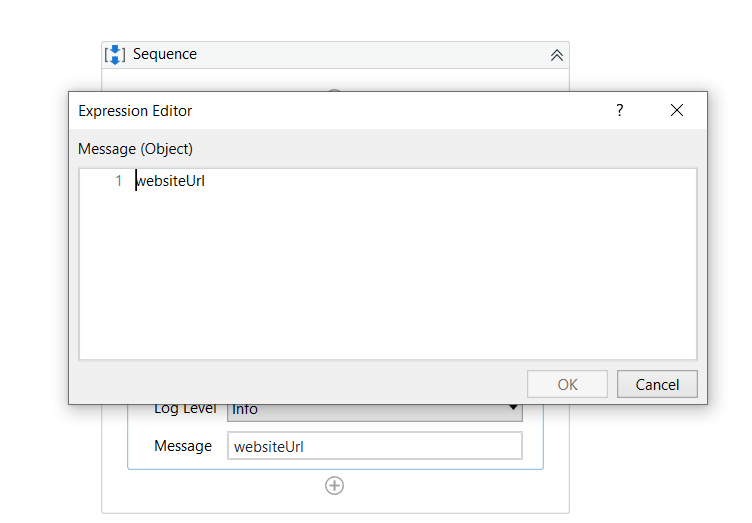 Sequence
Expression Editor ?
Message (Object)
1 websiteUrl
OK Cancel
Log Level Info
Message websiteUrl